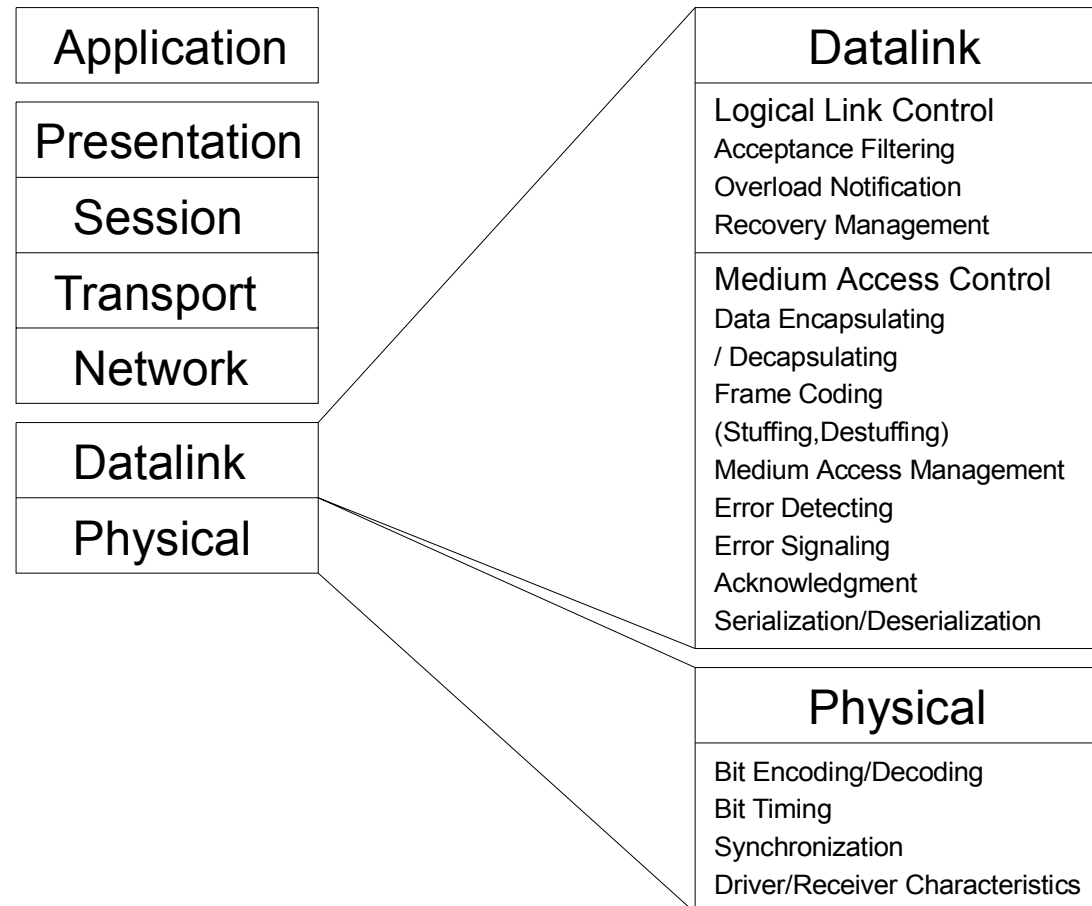 Application
Presentation
Session
Transport
Network
Datalink
Physical
Datalink
Logical Link Control
Acceptance Filtering
Overload Notification
Recovery Management
Medium Access Control
Data Encapsulating
/ Decapsulating
Frame Coding
(Stuffing,Destuffing)
Medium Access Management
Error Detecting
Error Signaling
Acknowledgment
Serialization/Deserialization
Physical
Bit Encoding/Decoding
Bit Timing
Synchronization
Driver/Receiver Characteristics